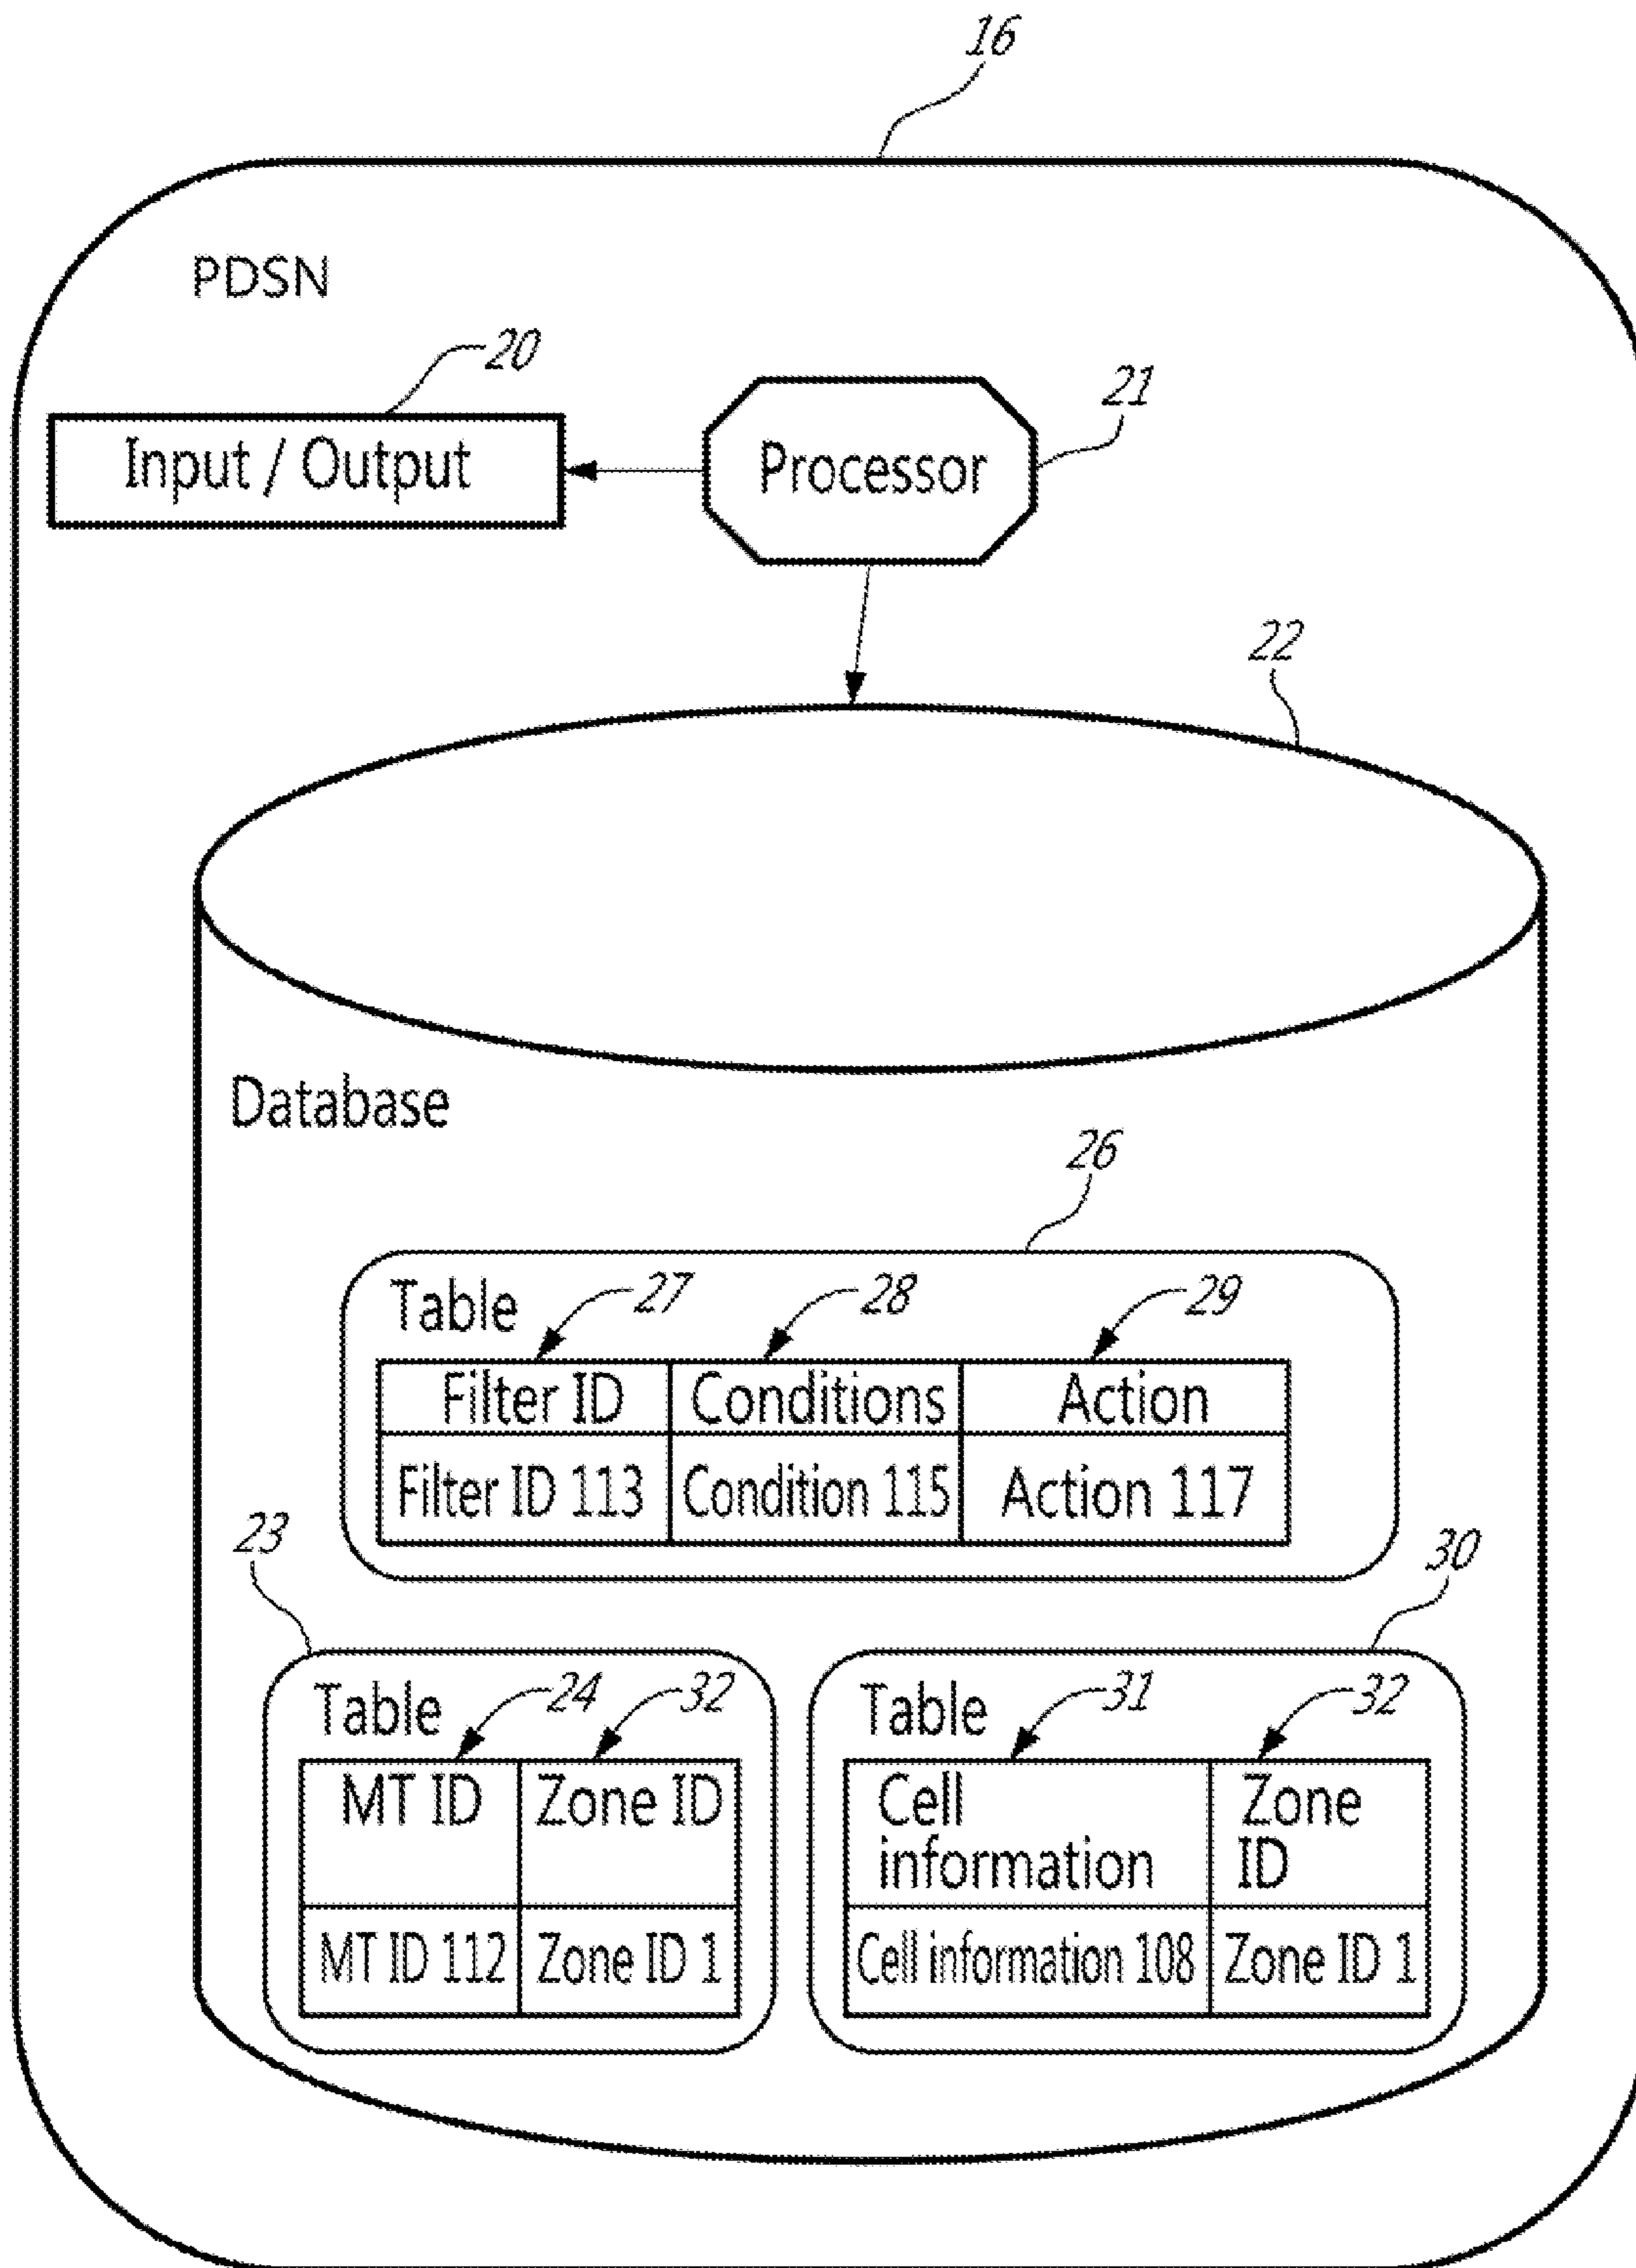 16
PDSN
20
21
Input / Output
Processor
22
Database
26
Table
27
28
29
Filter ID
Conditions
Action
Filter ID 113
Condition 115
Action 117
23
30
Table
24
32
MT ID
Zone ID
MT ID 112
Zone ID 1
Table
31
32
Cell
information
Zone
ID
Cell information 108
Zone ID 1